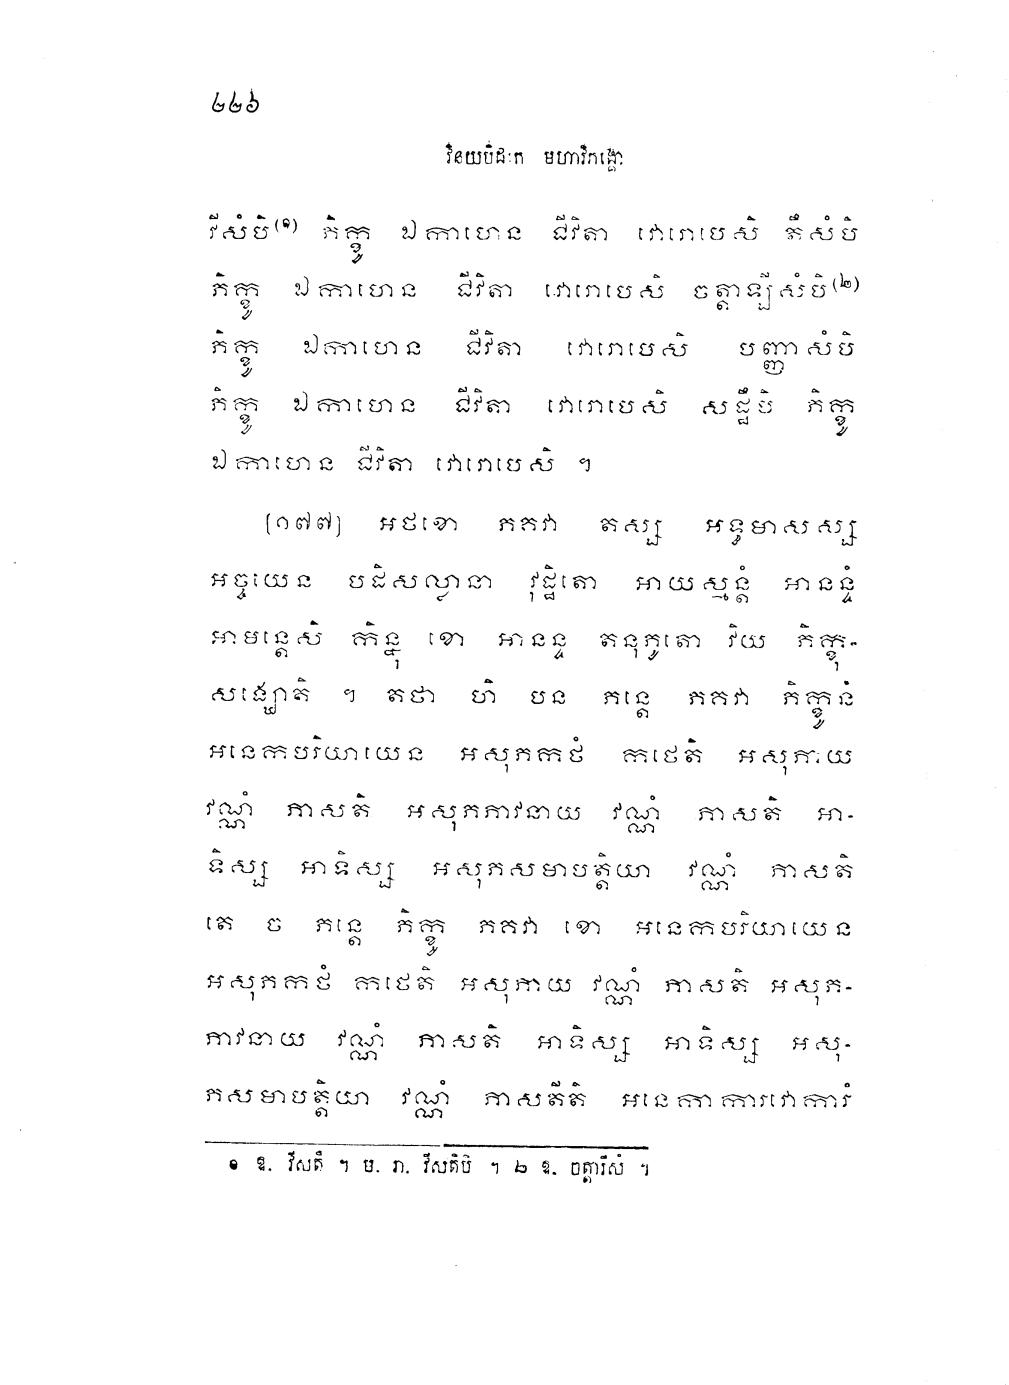 ២២៦
វិនយបិដេក មហាវិភង្គោ
វីសំបិ(១) ភិក្ខូ ឯកាហេន ជីវិតា វោរោបេសិ តឹសំបិ
ភិក្ខូ ឯកាហេន ជីវិតា វោរោបេសិ ចត្តាឡីសំបិ(២)
ភិក្ខូ ឯកាហេន ជីវិតា វោរោបេសិ បញ្ញាសំបិ
ភិក្ខូ ឯកាហេន ជីវិតា វោរោបេសិ សដ្ឋឹបិ ភិក្ខូ
ឯកាហេន ជីវិតា វោរោបេសិ ។
[១៧៧] អថខោ ភគវា តស្ស អឌ្ឍមាសស្ស
អច្ចយេន បដិសល្លានា វុដ្ឋិតោ អាយស្មន្តំ អានន្ទំ
អាមន្តេសិ កិន្នុ ខោ អានន្ទ តនុភូតោ វិយ ភិក្ខុ-
សង្ឃោតិ ។ តថា ហិ បន ភន្តេ ភគវា ភិក្ខូនំ
អនេកបរិយាយេន អសុភកថំ កថេតិ អសុភាយ
វណ្ណំ ភាសតិ អសុភភាវនាយ វណ្ណំ ភាសតិ អា-
ទិស្ស អាទិស្ស អសុភសមាបត្តិយា វណ្ណំ ភាសតិ
តេ ច ភន្តេ ភិក្ខូ ភគវា ខោ អនេកបរិយាយេន
អសុភកថំ កថេតិ អសុភាយ វណ្ណំ ភាសតិ អសុភ-
ភាវនាយ វណ្ណំ ភាសតិ អាទិស្ស អាទិស្ស អសុ-
ភសមាបត្តិយា វណ្ណំ ភាសតីតិ អនេកាការវោការំ
១ ឱ. វីសតឹ ។ ម. រា. វីសតិបិ ។ ២ ឱ. ចត្តារីសំ ។